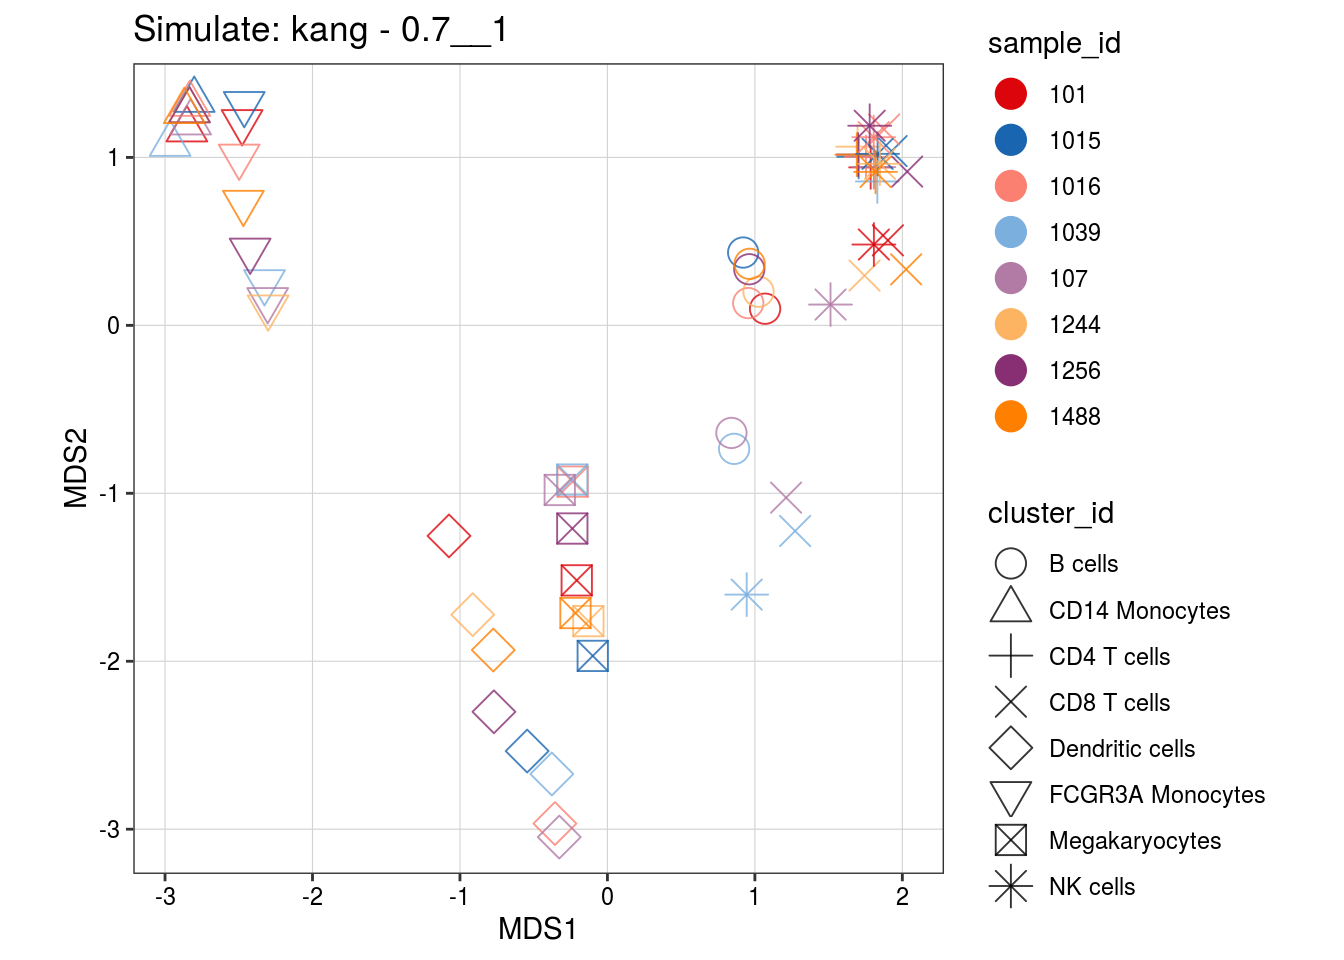 Simulate: kang - 0.7__1
sample_id
101
1015
1016
1039
107
1244
1256
1488
cluster_id
B cells
CD14 Monocytes
CD4 T cells
CD8 T cells
Dendritic cells
FCGR3A Monocytes
Megakaryocytes
NK cells
MDS2
1
0
-1
-2
-3
-3
-2
-1
0
1
2
MDS1